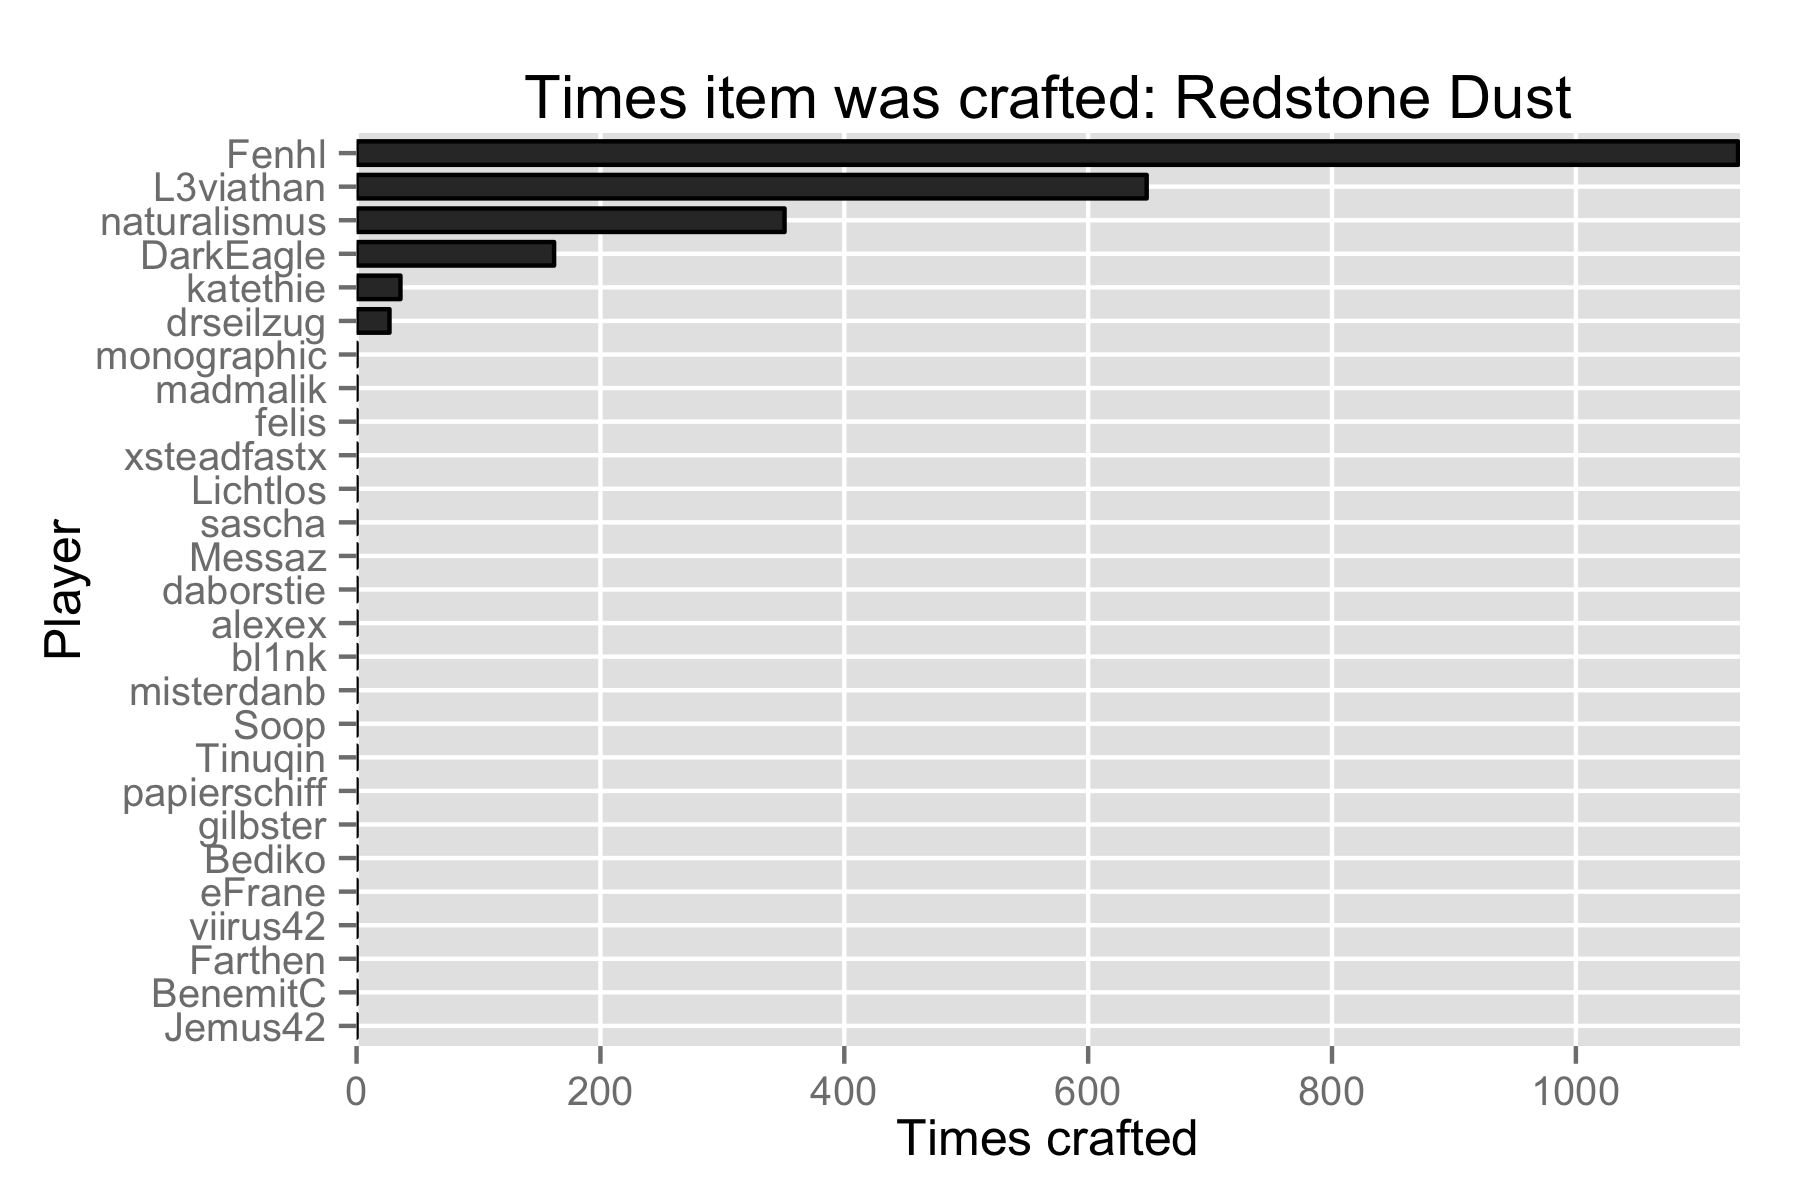 Times item was crafted: Redstone Dust
Fenhl
L3viathan
naturalismus
DarkEagle
katethie
drseilzug
monographic
madmalik
felis
xsteadfastx
Lichtlos
sascha
Messaz
daborstie
alexex
bl1nk
misterdanb
Soop
Tinuqin
papierschiff
gilbster
Bediko
eFrane
viirus42
Farthen
BenemitC
Jemus42
Player
0 200 400 600 800 1000
Times crafted